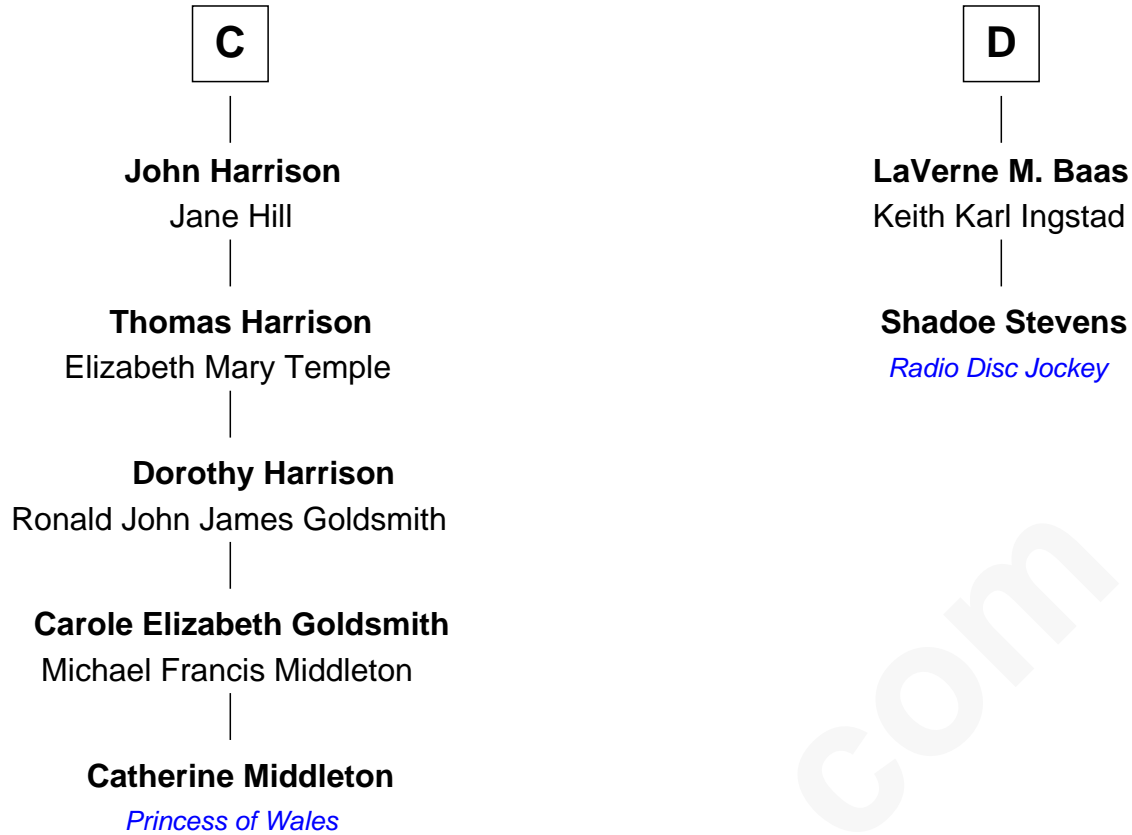 C
John Harrison
Jane Hill
Thomas Harrison
Elizabeth Mary Temple
Dorothy Harrison
Ronald John James Goldsmith
Carole Elizabeth Goldsmith
Michael Francis Middleton
Catherine Middleton
Princess of Wales
D
LaVerne M. Baas
Keith Karl Ingstad
Shadoe Stevens
Radio Disc Jockey
com